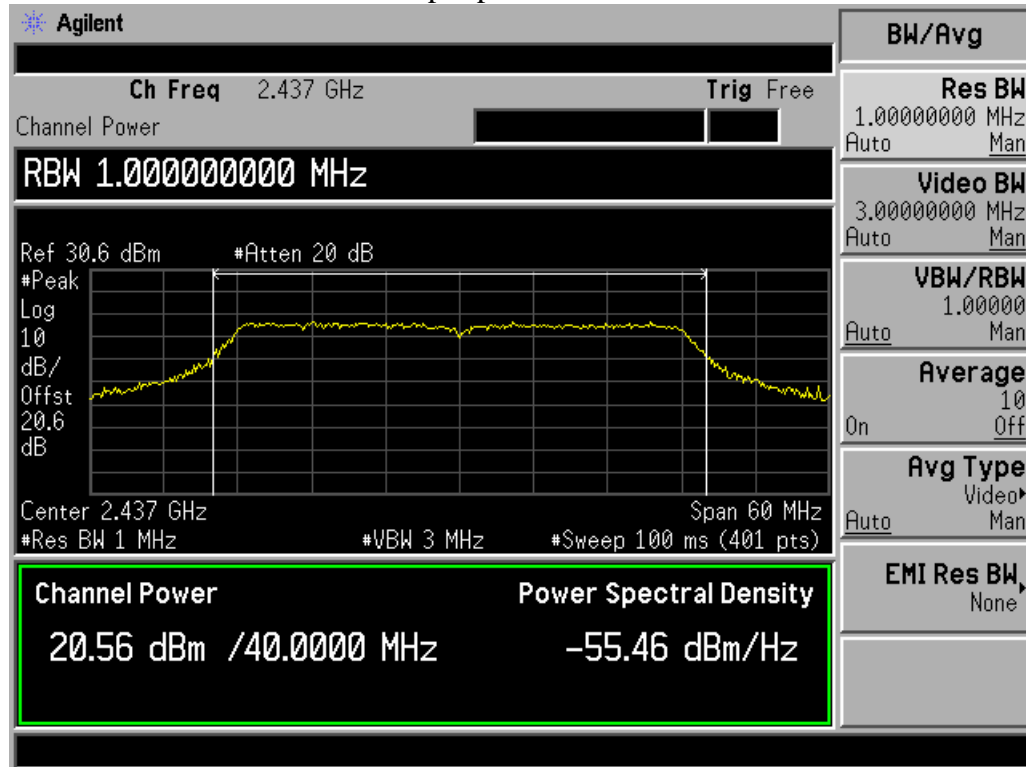 Agilent
BW/Avg
Ch Freq 2.437 GHz Trig Free
Channel Power
RBW 1.000000000 MHz
Ref 30.6 dBm #Atten 20 dB
#Peak
Log
10
dB/
Offst
20.6
dB
Center 2.437 GHz Span 60 MHz
#Res BW 1 MHz #VBW 3 MHz #Sweep 100 ms (401 pts)
Channel Power Power Spectral Density
20.56 dBm /40.0000 MHz -55.46 dBm/Hz
Res BW
1.00000000 MHz
Auto Man
Video BW
3.00000000 MHz
Auto Man
VBW/RBW
1.00000
Auto Man
Average
10
On Off
Avg Type
Video
Auto Man
EMI Res BW
None